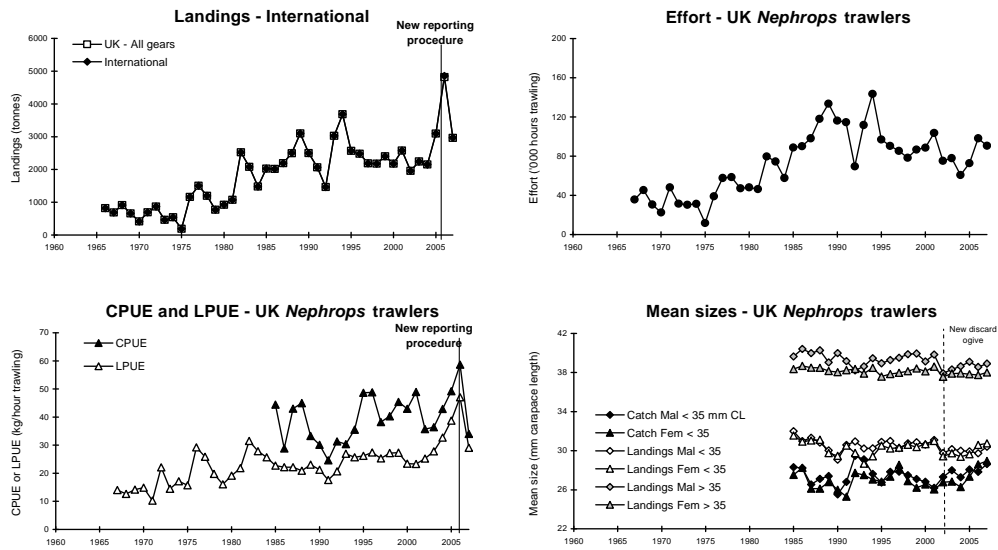 Landings - International
New reporting
procedure
UK - All gears
International
Landings (tonnes)
6000
5000
4000
3000
2000
1000
0
1960 1965 1970 1975 1980 1985 1990 1995 2000 2005
Effort - UK Nephrops trawlers
Effort ('000 hours trawling)
200
160
120
80
40
0
1960 1965 1970 1975 1980 1985 1990 1995 2000 2005
CPUE and LPUE - UK Nephrops trawlers
New reporting
procedure
CPUE
LPUE
CPUE or LPUE (kg/hour trawling)
70
60
50
40
30
20
10
0
1960 1965 1970 1975 1980 1985 1990 1995 2000 2005
Mean sizes - UK Nephrops trawlers
New discard
ogive
Catch Mal < 35 mm CL
Catch Fem < 35
Landings Mal < 35
Landings Fem < 35
Landings Mal > 35
Landings Fem > 35
Mean size (mm carapace length)
42
38
34
30
26
22
1960 1965 1970 1975 1980 1985 1990 1995 2000 2005